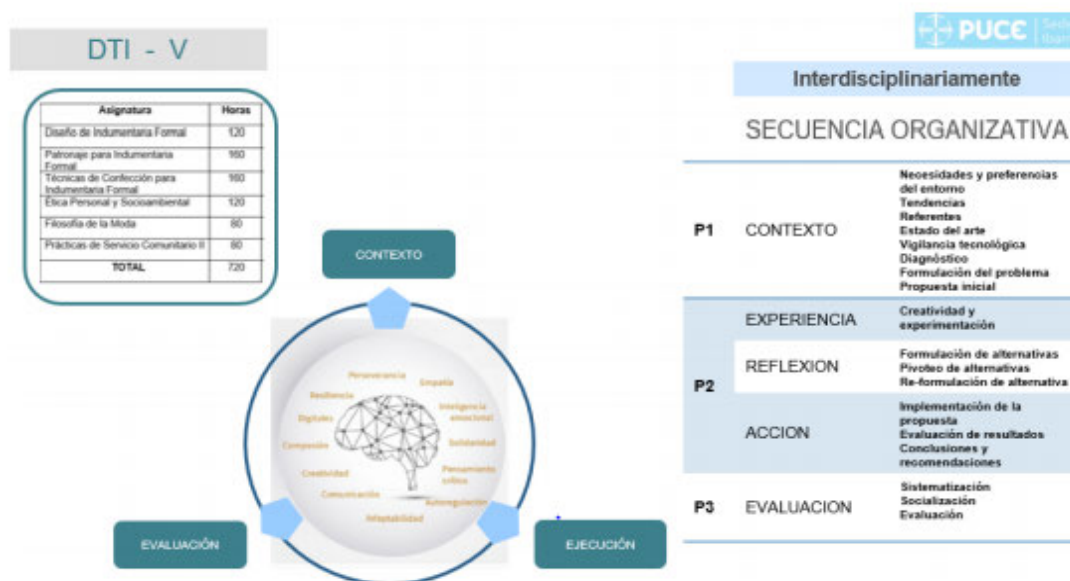 DTI - V
Asignatura Horas
Diseño de Indumentaria Formal 120
Patronaje para Indumentaria
Formal 160
Técnicas de Confección para
Indumentaria Formal 160
Ética Personal y Socioambiental 120
Filosofía de la Moda 80
Prácticas de Servicio Comunitario II 80
TOTAL 720
CONTEXTO
Perseverancia
Empatía
Resiliencia
Inteligencia
emocional
Digitales
Compasión
Solidaridad
Creatividad
Pensamiento
crítico
Comunicación
Autoregulación
Adaptabilidad
EVALUACIÓN
EJECUCIÓN
PUCE
Interdisciplinariamente
SECUENCIA ORGANIZATIVA
P1 CONTEXTO
Necesidades y preferencias
del entorno
Tendencias
Referentes
Estado del arte
Vigilancia tecnológica
Diagnóstico
Formulación del problema
Propuesta inicial
P2
EXPERIENCIA
Creatividad y
experimentación
REFLEXION
Formulación de alternativas
Pivoteo de alternativas
Re-formulación de alternativa
ACCION
Implementación de la
propuesta
Evaluación de resultados
Conclusiones y
recomendaciones
P3 EVALUACION
Sistematización
Socialización
Evaluación